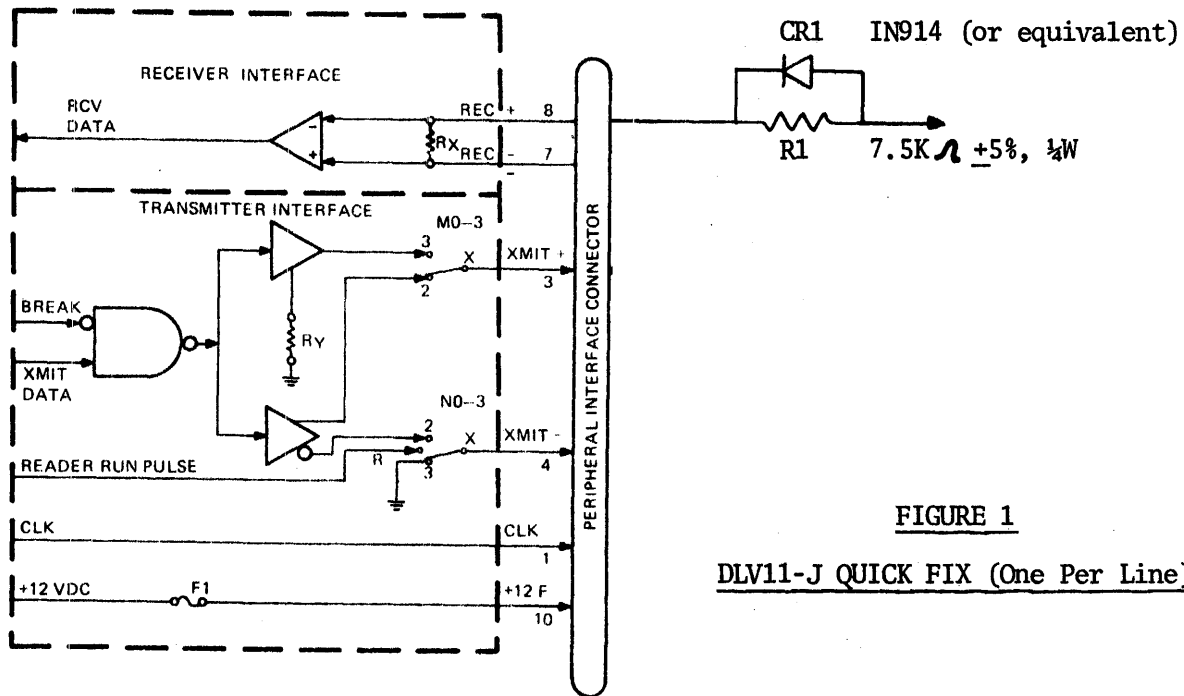 CR1 IN914 (or equivalent)
RECEIVER INTERFACE
RCV
DATA
-
+
REC + 8
RX
REC - 7
R1 7.5K Ω ±5%, ¼W
TRANSMITTER INTERFACE
M0-3
3
X
XMIT +
2
3
BREAK
RY
XMIT
DATA
N0-3
2
X
XMIT -
R
3
4
READER RUN PULSE
PERIPHERAL INTERFACE CONNECTOR
CLK
CLK
1
+12 VDC
F1
+12 F
10
FIGURE 1
DLV11-J QUICK FIX (One Per Line)